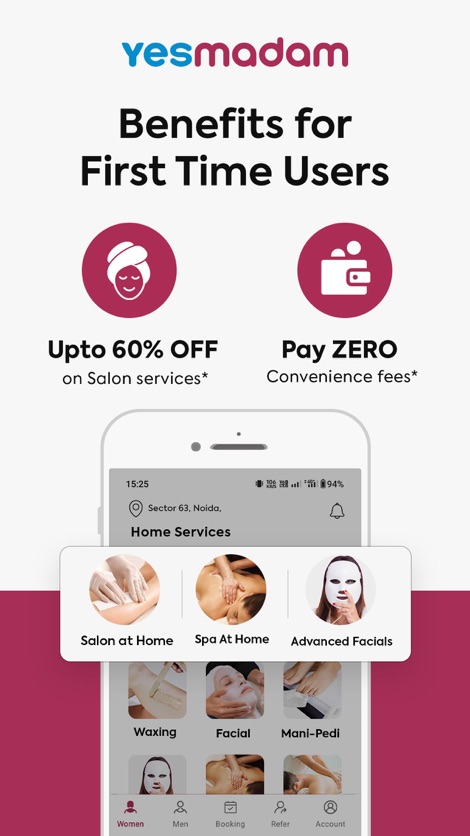 yesmadam
Benefits for
First Time Users
Upto 60% OFF
on Salon services*
Pay ZERO
Convenience fees*
15:25
94%
Sector 63, Noida,
Home Services
Salon at Home
Spa At Home
Advanced Facials
Waxing
Facial
Mani-Pedi
Women
Men
Booking
Refer
Account